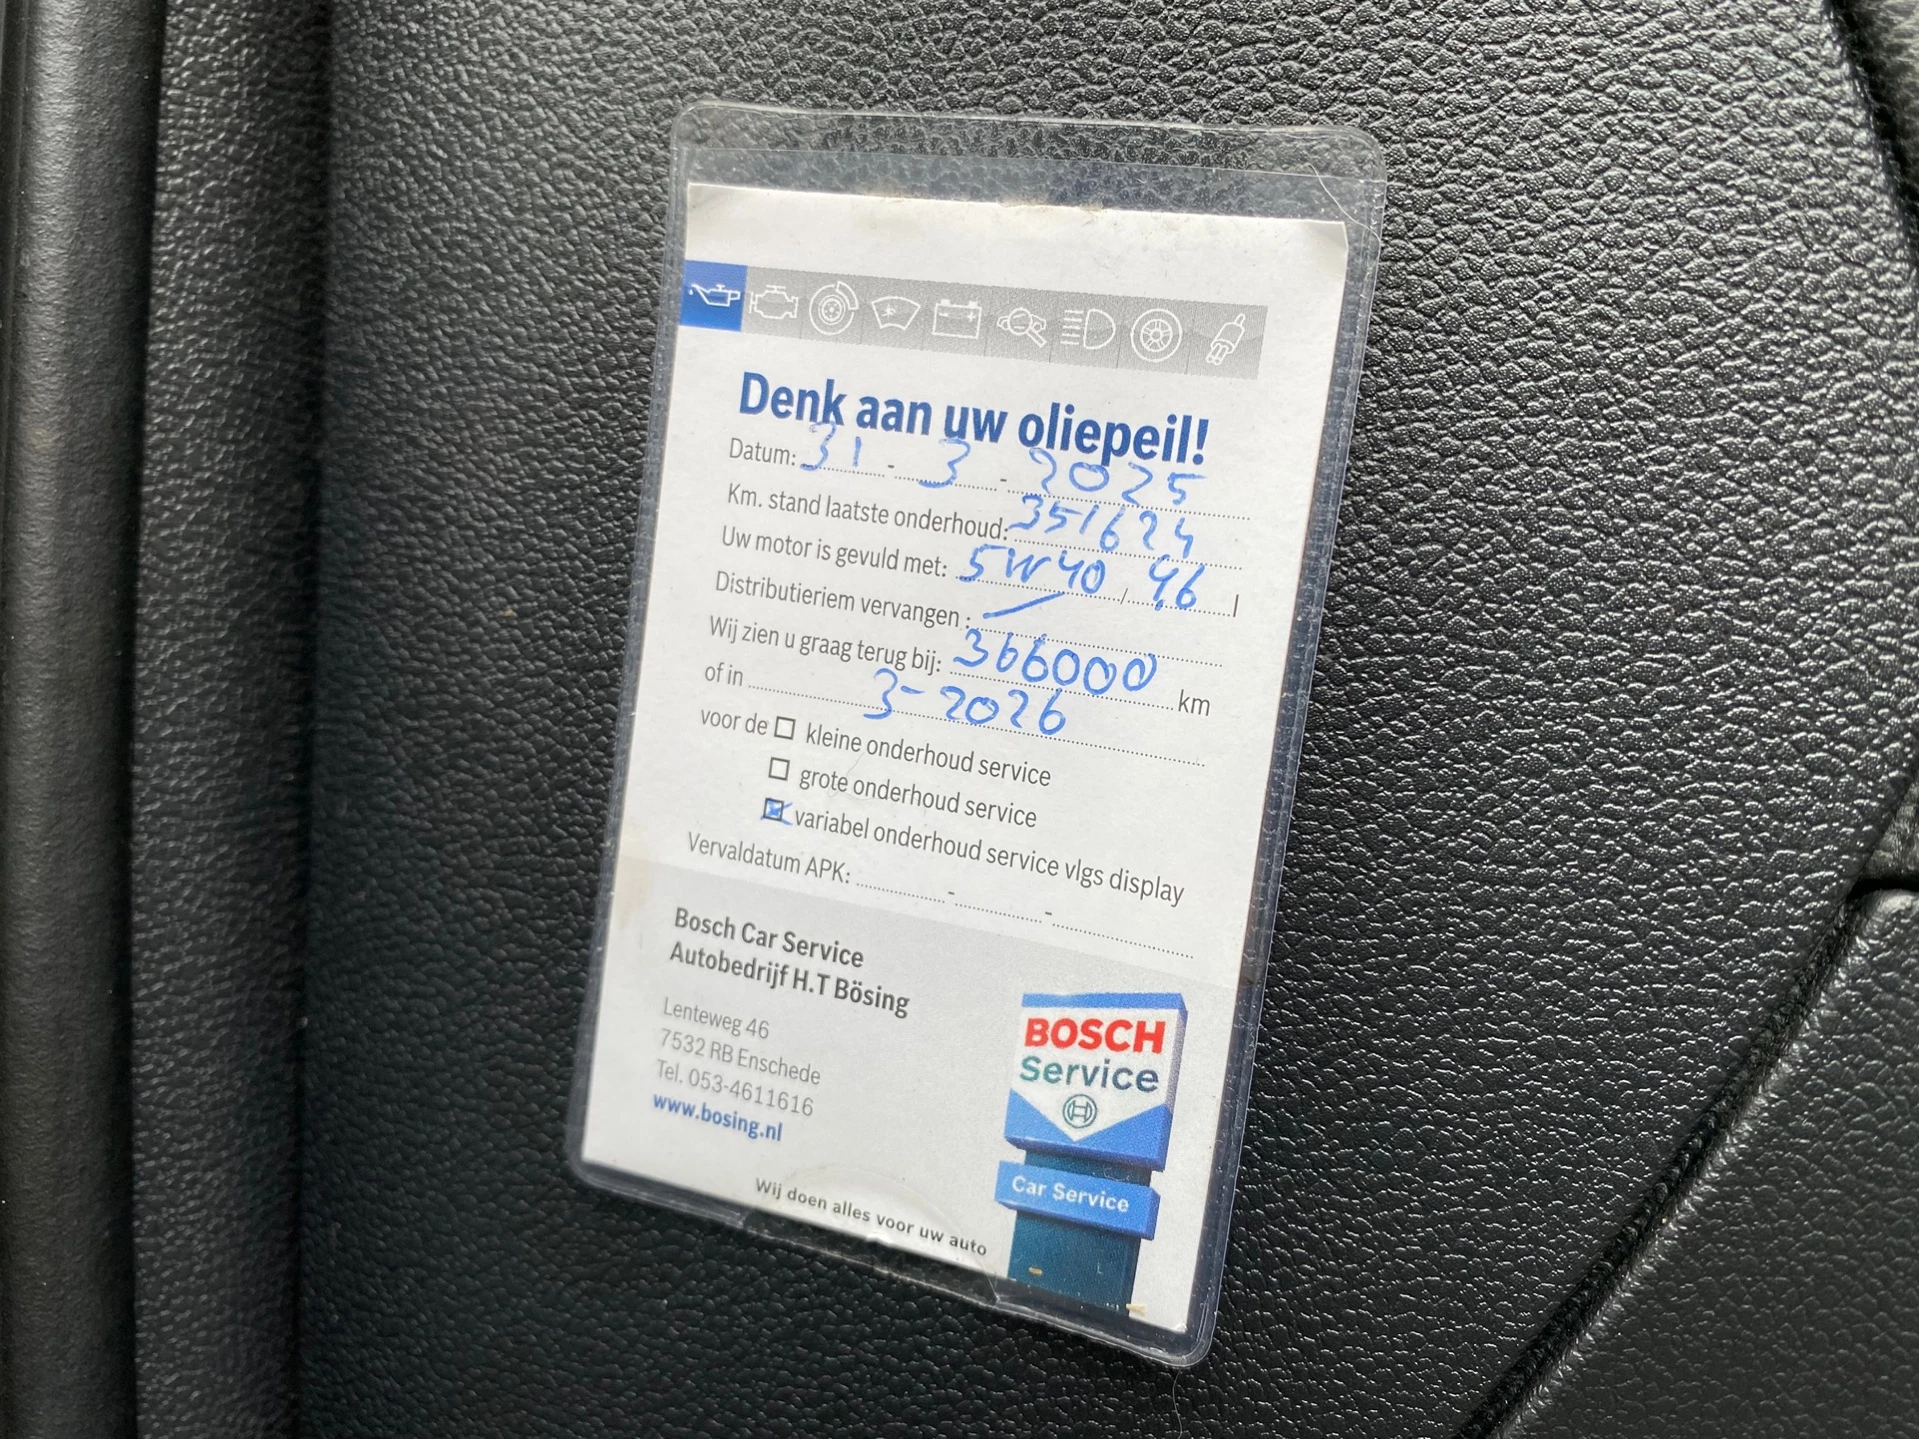 Denk aan uw oliepeil!
Datum: 31 - 3 - 2025
Km. stand laatste onderhoud: 351624
Uw motor is gevuld met: 5W40 / 4,6 l
Distributieriem vervangen : —
Wij zien u graag terug bij: 366000 km
of in 3-2026
voor de ☐ kleine onderhoud service
☐ grote onderhoud service
☒ variabel onderhoud service vlgs display
Vervaldatum APK: - -
Bosch Car Service
Autobedrijf H.T Bösing
Lenteweg 46
7532 RB Enschede
Tel. 053-4611616
www.bosing.nl
BOSCH
Service
Car Service
Wij doen alles voor uw auto